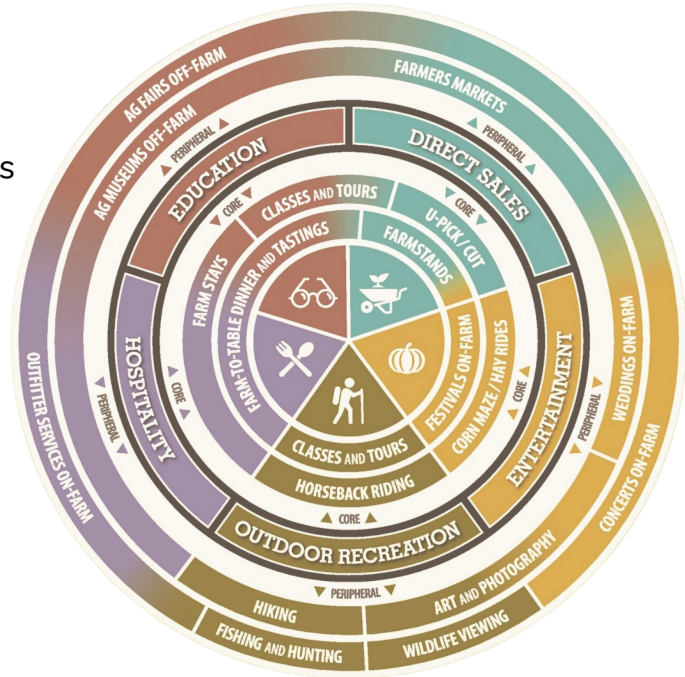 s
AG FAIRS OFF-FARM
AG MUSEUMS OFF-FARM
FARMERS MARKETS
PERIPHERAL
PERIPHERAL
EDUCATION
DIRECT SALES
CORE
CORE
CLASSES AND TOURS
U-PICK / CUT
FARM STAYS
FARM-TO-TABLE DINNER AND TASTINGS
FARMSTANDS
HOSPITALITY
CORE
PERIPHERAL
OUTFITTER SERVICES ON-FARM
FESTIVALS ON-FARM
CORN MAZE / HAY RIDES
CORE
ENTERTAINMENT
PERIPHERAL
WEDDINGS ON-FARM
CONCERTS ON-FARM
CLASSES AND TOURS
HORSEBACK RIDING
CORE
OUTDOOR RECREATION
PERIPHERAL
HIKING
ART AND PHOTOGRAPHY
FISHING AND HUNTING
WILDLIFE VIEWING